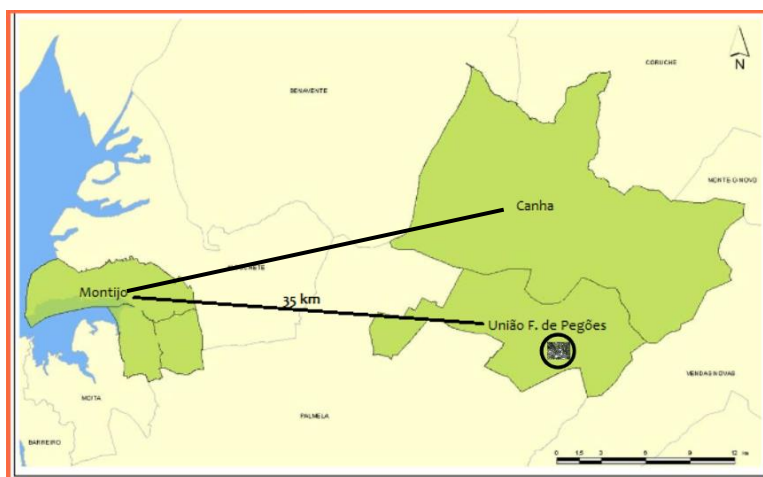 N
CORUCHE
BENAVENTE
MONTE-O-NOVO
Canha
Montijo
35 km
União F. de Pegões
VENDAS NOVAS
MOITA
PALMELA
BARREIRO
0 1,5 3 6 9 12